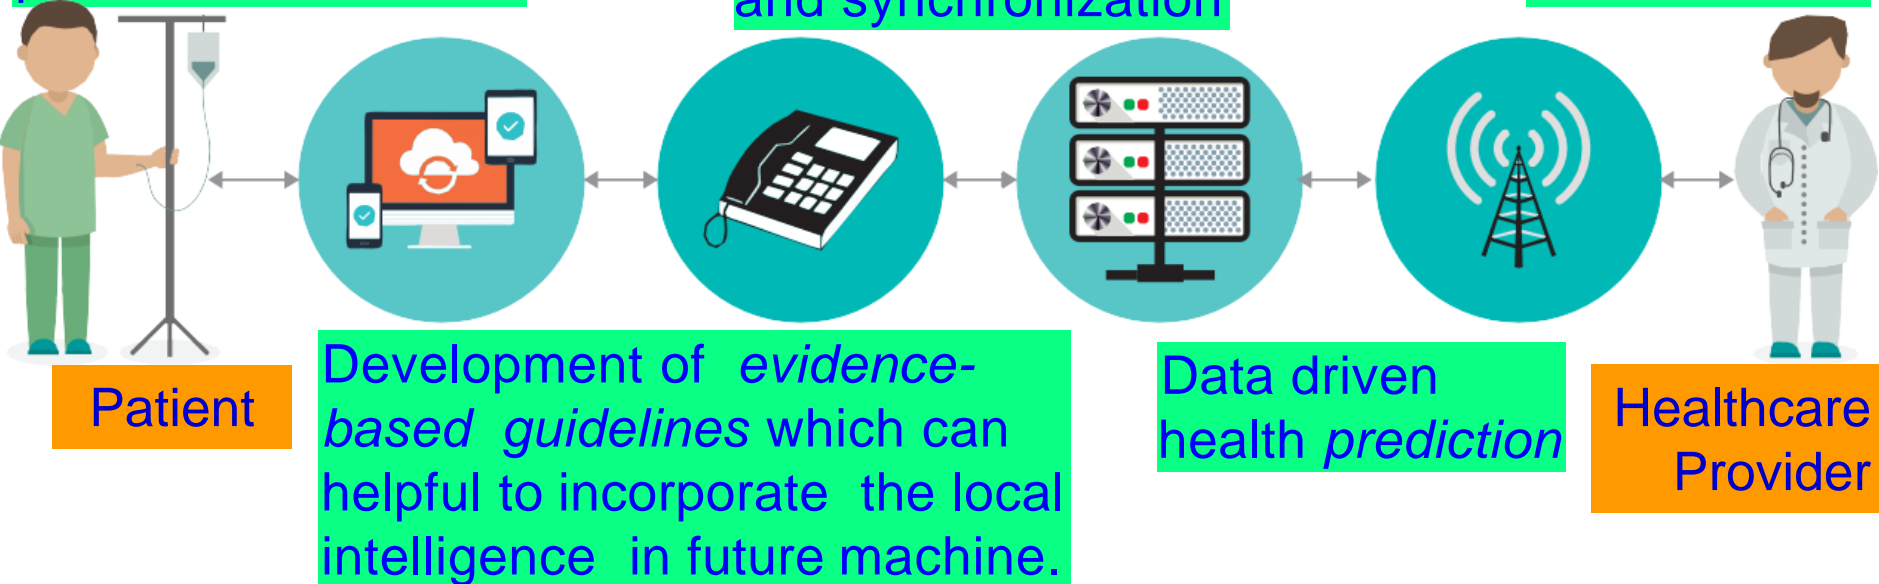 and synchronization
Patient
Development of evidence-
based guidelines which can
helpful to incorporate the local
intelligence in future machine.
Data driven
health prediction
Healthcare
Provider